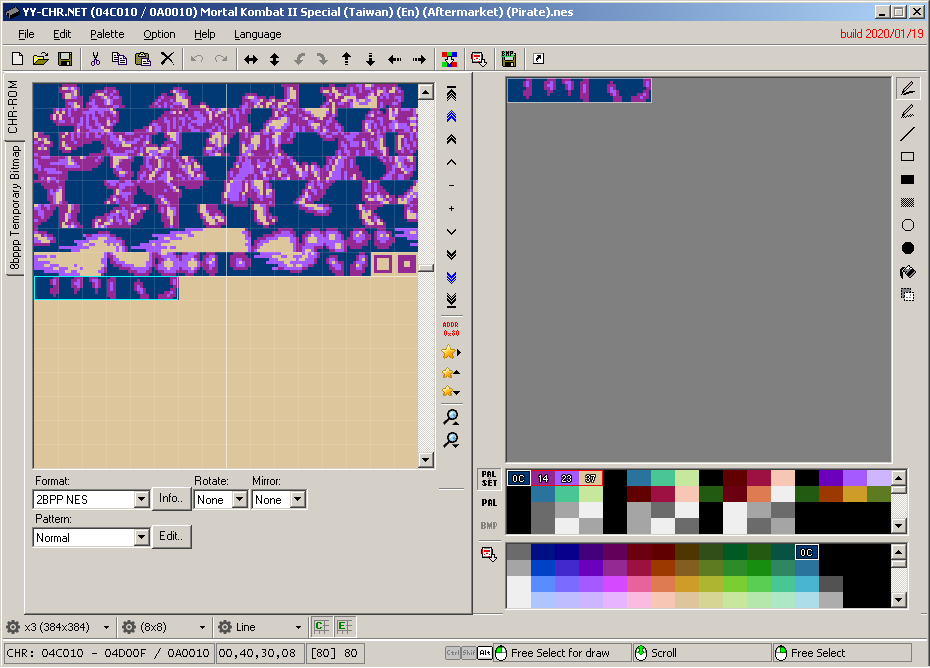 YY-CHR.NET (04C010 / 0A0010) Mortal Kombat II Special (Taiwan) (En) (Aftermarket) (Pirate).nes
File Edit Palette Option Help Language
build 2020/01/19
BMP
CHR-ROM
8bppp Temporary Bitmap
ADDR
0x80
Format:
2BPP NES
Info..
Rotate:
None
Mirror:
None
Pattern:
Normal
Edit..
PAL
SET
PAL
BMP
0C 14 23 37
0C
x3 (384x384)
(8x8)
Line
C
E
CHR: 04C010 - 04D00F / 0A0010
00,40,30,08
[80] 80
Ctrl Shift Alt
Free Select for draw
Scroll
Free Select